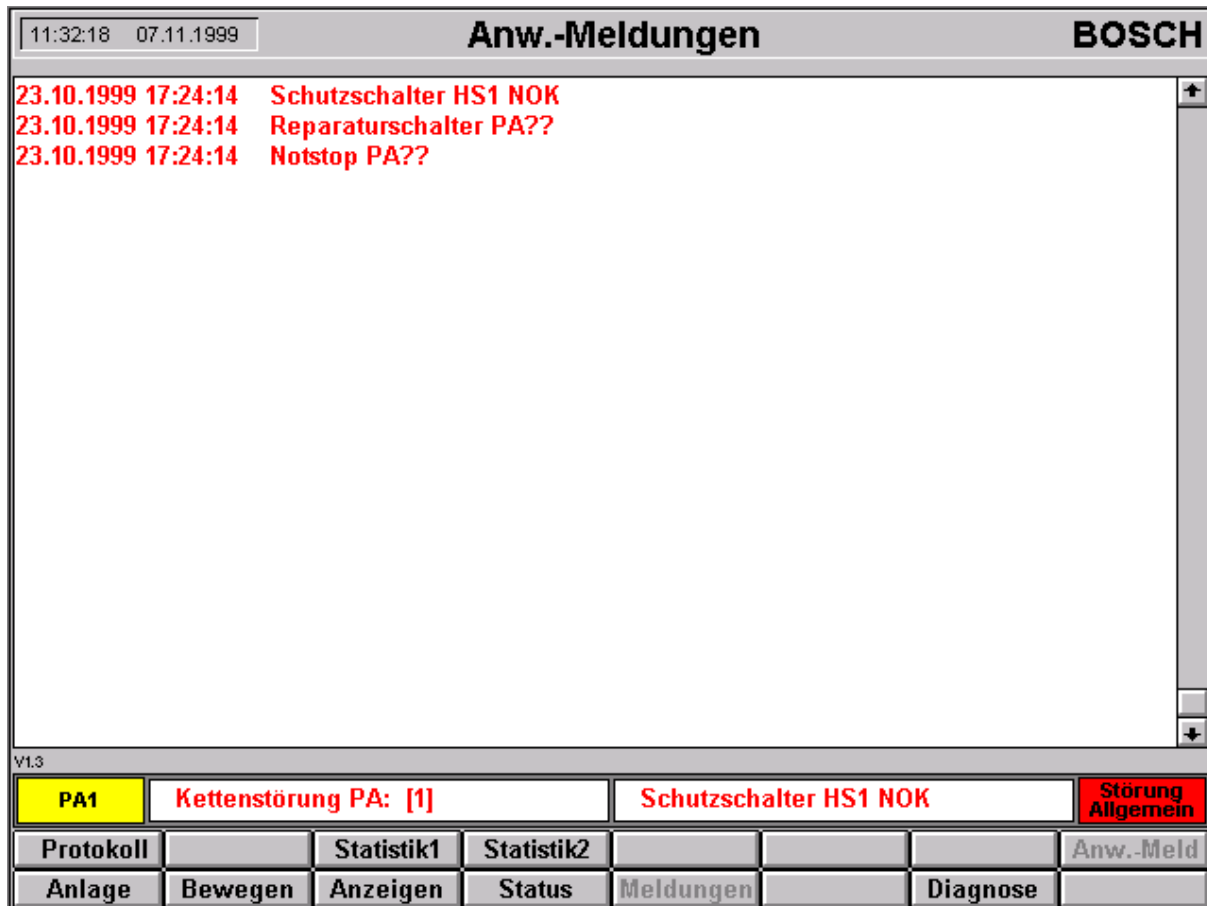 11:32:18 07.11.1999 Anw.-Meldungen BOSCH
23.10.1999 17:24:14 Schutzschalter HS1 NOK
23.10.1999 17:24:14 Reparaturschalter PA??
23.10.1999 17:24:14 Notstop PA??
V1.3
PA1 Kettenstörung PA: [1] Schutzschalter HS1 NOK Störung
Allgemein
Protokoll Statistik1 Statistik2 Anw.-Meld
Anlage Bewegen Anzeigen Status Meldungen Diagnose